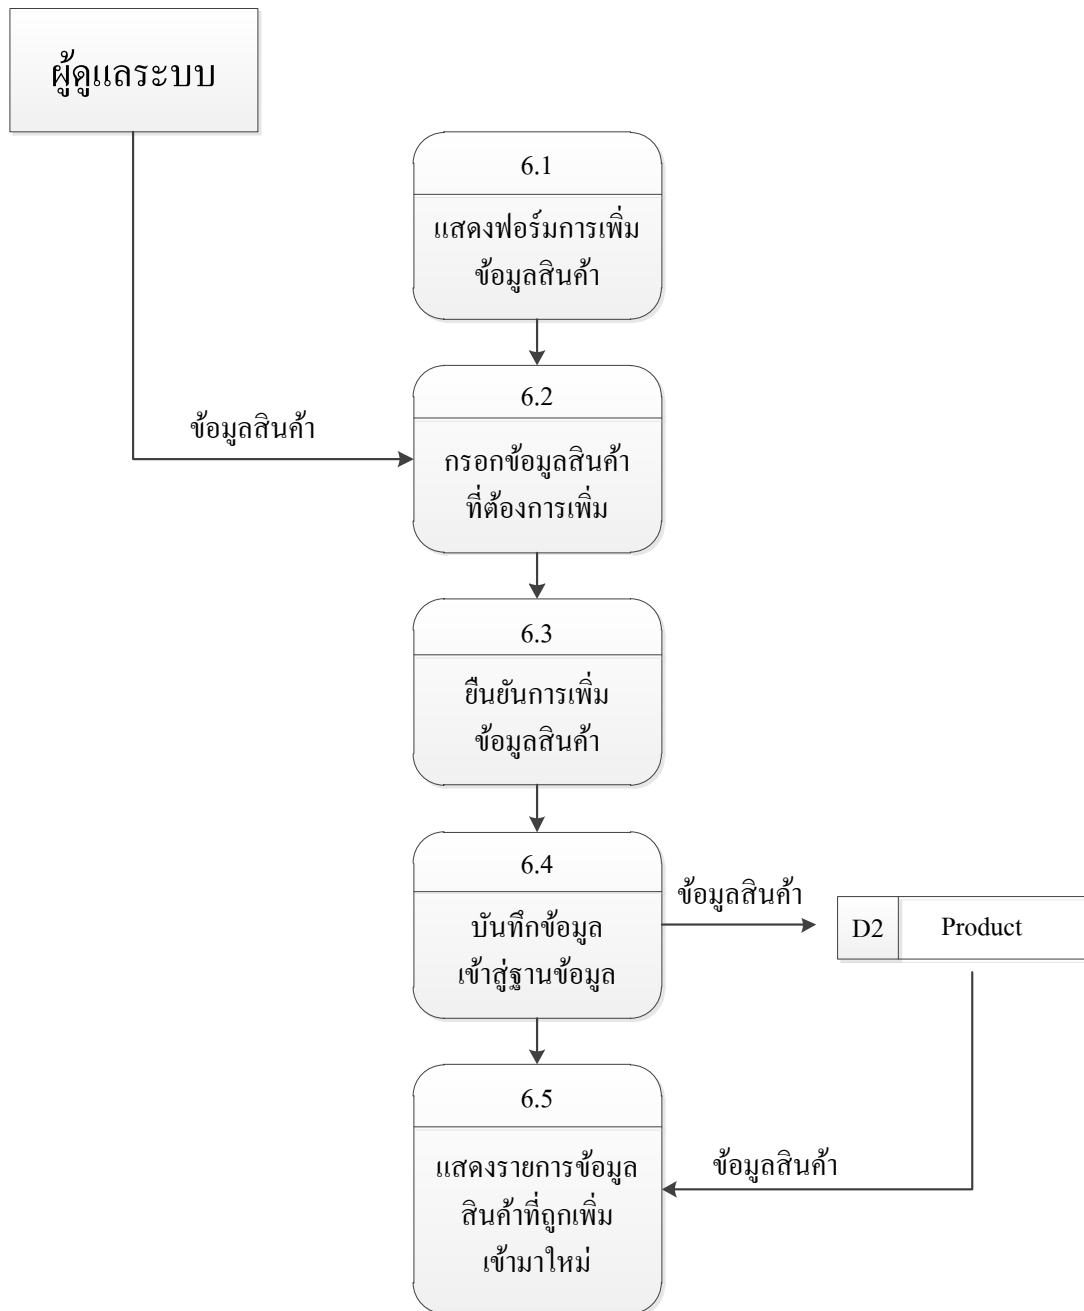 ผู้ดูแลระบบ
6.1
แสดงฟอร์มการเพิ่ม
ข้อมูลสินค้า
6.2
ข้อมูลสินค้า
กรอกข้อมูลสินค้า
ที่ต้องการเพิ่ม
6.3
ยืนยันการเพิ่ม
ข้อมูลสินค้า
6.4
บันทึกข้อมูล
เข้าสู่ฐานข้อมูล
ข้อมูลสินค้า
D2
Product
6.5
แสดงรายการข้อมูล
สินค้าที่ถูกเพิ่ม
เข้ามาใหม่
ข้อมูลสินค้า